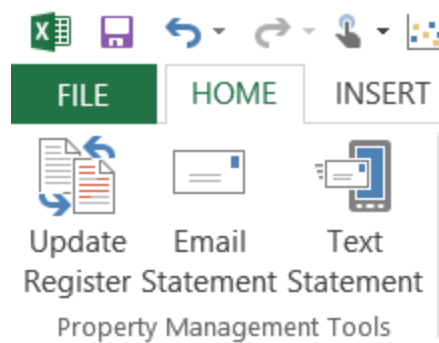 FILE HOME INSERT
Update Email Text
Register Statement Statement
Property Management Tools